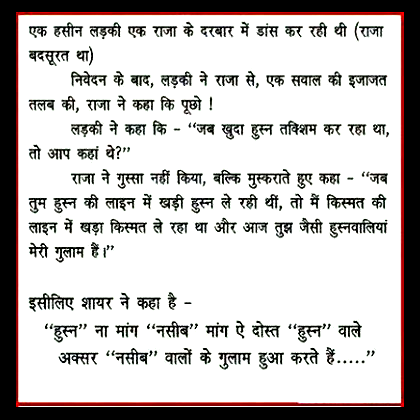 एक हसीन लड़की एक राजा के दरबार में डांस कर रही थी (राजा
बदसूरत था)
निवेदन के बाद, लड़की ने राजा से, एक सवाल की इजाजत
तलब की, राजा ने कहा कि पूछो !
लड़की ने कहा कि - “जब खुदा हुस्न तक्शिम कर रहा था,
तो आप कहां थे?”
राजा ने गुस्सा नहीं किया, बल्कि मुस्कराते हुए कहा - “जब
तुम हुस्न की लाइन में खड़ी हुस्न ले रही थीं, तो मैं किस्मत की
लाइन में खड़ा किस्मत ले रहा था और आज तुझ जैसी हुस्नवालियां
मेरी गुलाम हैं।”
इसीलिए शायर ने कहा है -
“हुस्न” ना मांग “नसीब” मांग ऐ दोस्त “हुस्न” वाले
अक्सर “नसीब” वालों के गुलाम हुआ करते हैं.....”